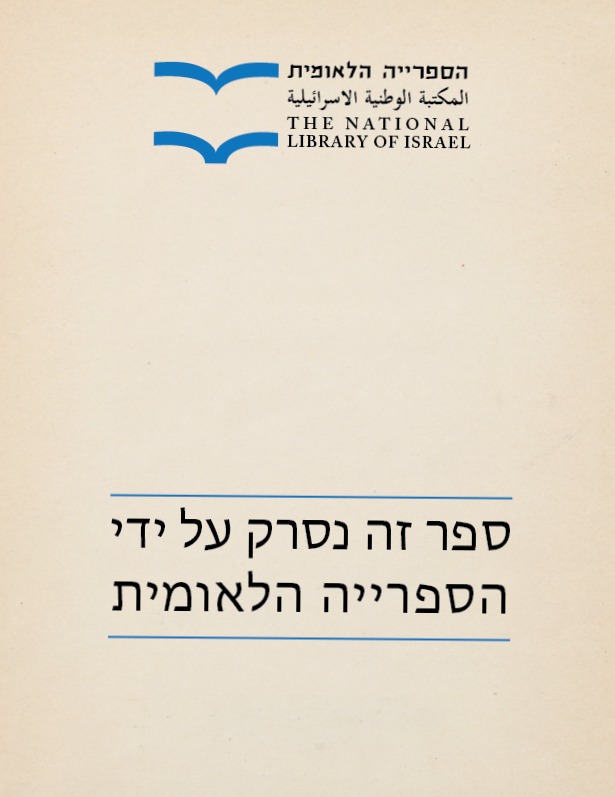 הספרייה הלאומית
المكتبة الوطنية الاسرائيلية
THE NATIONAL
LIBRARY OF ISRAEL
ספר זה נסרק על ידי
הספרייה הלאומית